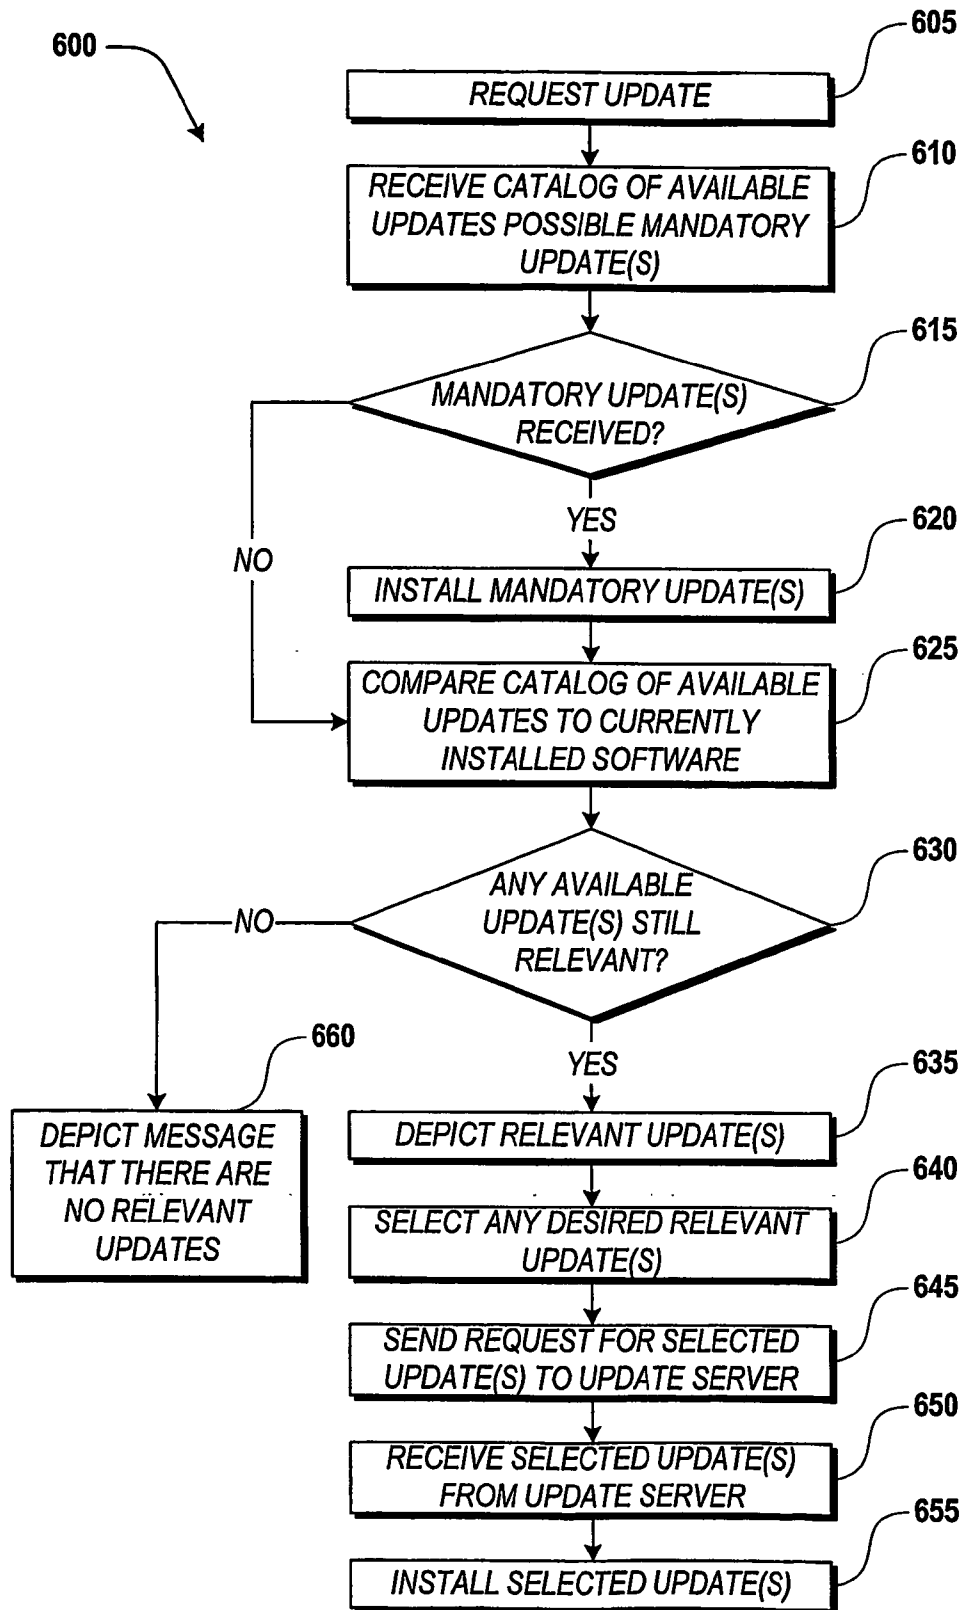 600
605
REQUEST UPDATE
610
RECEIVE CATALOG OF AVAILABLE
UPDATES POSSIBLE MANDATORY
UPDATE(S)
615
MANDATORY UPDATE(S)
RECEIVED?
YES
NO
620
INSTALL MANDATORY UPDATE(S)
625
COMPARE CATALOG OF AVAILABLE
UPDATES TO CURRENTLY
INSTALLED SOFTWARE
630
ANY AVAILABLE
UPDATE(S) STILL
RELEVANT?
NO
YES
660
DEPICT MESSAGE
THAT THERE ARE
NO RELEVANT
UPDATES
635
DEPICT RELEVANT UPDATE(S)
640
SELECT ANY DESIRED RELEVANT
UPDATE(S)
645
SEND REQUEST FOR SELECTED
UPDATE(S) TO UPDATE SERVER
650
RECEIVE SELECTED UPDATE(S)
FROM UPDATE SERVER
655
INSTALL SELECTED UPDATE(S)